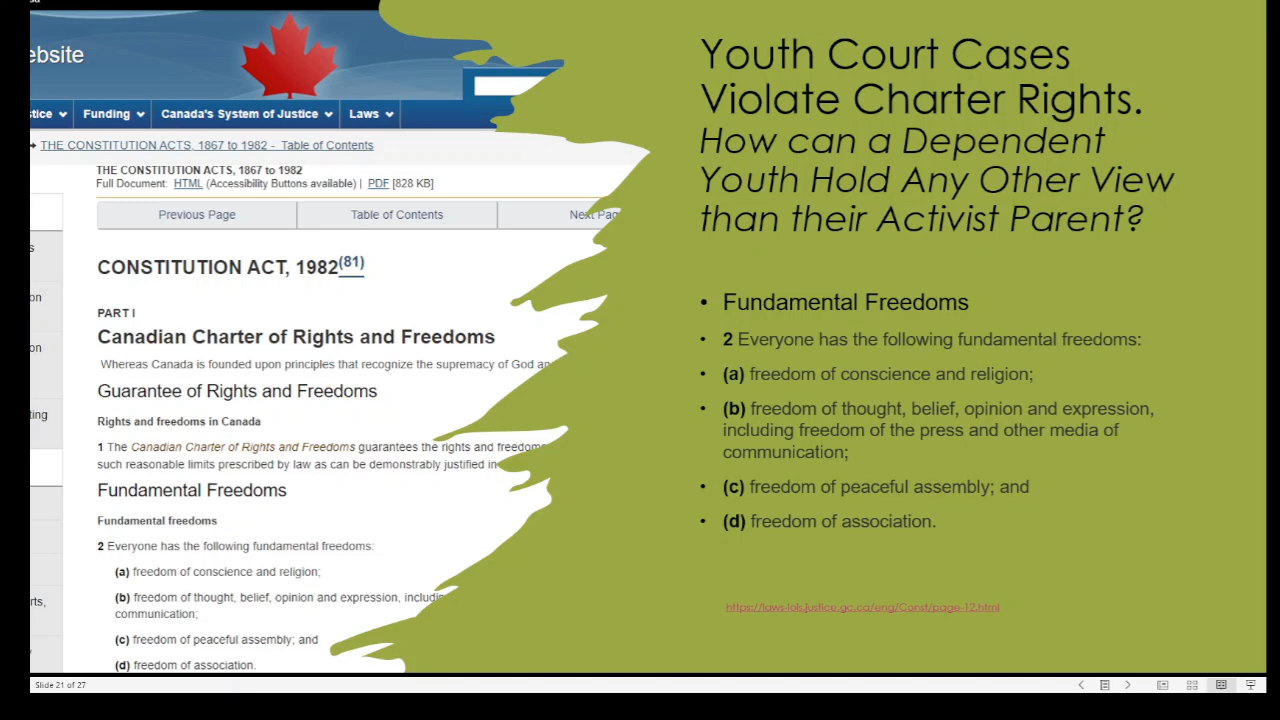 ebsite
stice
Funding
Canada's System of Justice
Laws
THE CONSTITUTION ACTS, 1867 to 1982 - Table of Contents
THE CONSTITUTION ACTS, 1867 to 1982
Full Document: HTML (Accessibility Buttons available) | PDF [828 KB]
Previous Page
Table of Contents
Next Pag
CONSTITUTION ACT, 1982(81)
PART I
Canadian Charter of Rights and Freedoms
Whereas Canada is founded upon principles that recognize the supremacy of God an
Guarantee of Rights and Freedoms
Rights and freedoms in Canada
1 The Canadian Charter of Rights and Freedoms guarantees the rights and freedoms
such reasonable limits prescribed by law as can be demonstrably justified in
Fundamental Freedoms
Fundamental freedoms
2 Everyone has the following fundamental freedoms:
(a) freedom of conscience and religion;
(b) freedom of thought, belief, opinion and expression, includin
communication;
(c) freedom of peaceful assembly; and
(d) freedom of association.
s
on
on
ting
rts,
Youth Court Cases
Violate Charter Rights.
How can a Dependent
Youth Hold Any Other View
than their Activist Parent?
• Fundamental Freedoms
• 2 Everyone has the following fundamental freedoms:
• (a) freedom of conscience and religion;
• (b) freedom of thought, belief, opinion and expression,
including freedom of the press and other media of
communication;
• (c) freedom of peaceful assembly; and
• (d) freedom of association.
https://laws-lois.justice.gc.ca/eng/Const/page-12.html
Slide 21 of 27